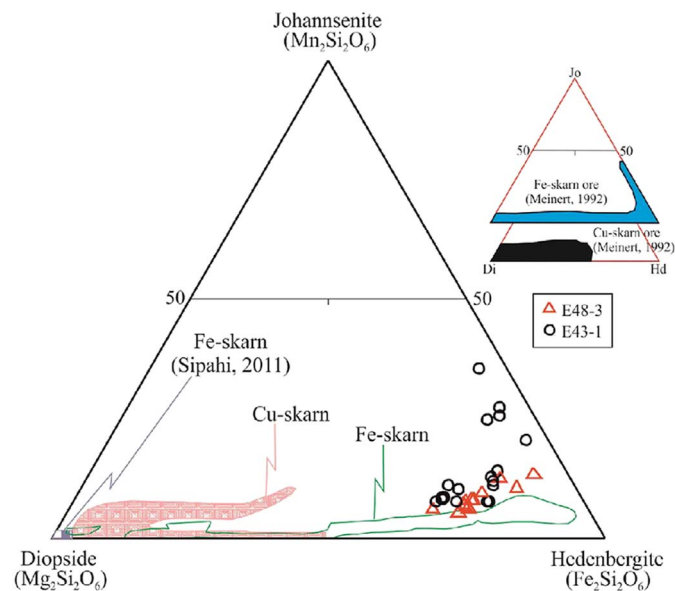 Johannsenite
(Mn2Si2O6)
Jo
50
50
Fe-skarn ore
(Meinert, 1992)
Cu-skarn ore
(Meinert, 1992)
Di
Hd
50
50
E48-3
E43-1
Fe-skarn
(Sipahi, 2011)
Cu-skarn
Fe-skarn
Diopside
(Mg2Si2O6)
Hedenbergite
(Fe2Si2O6)